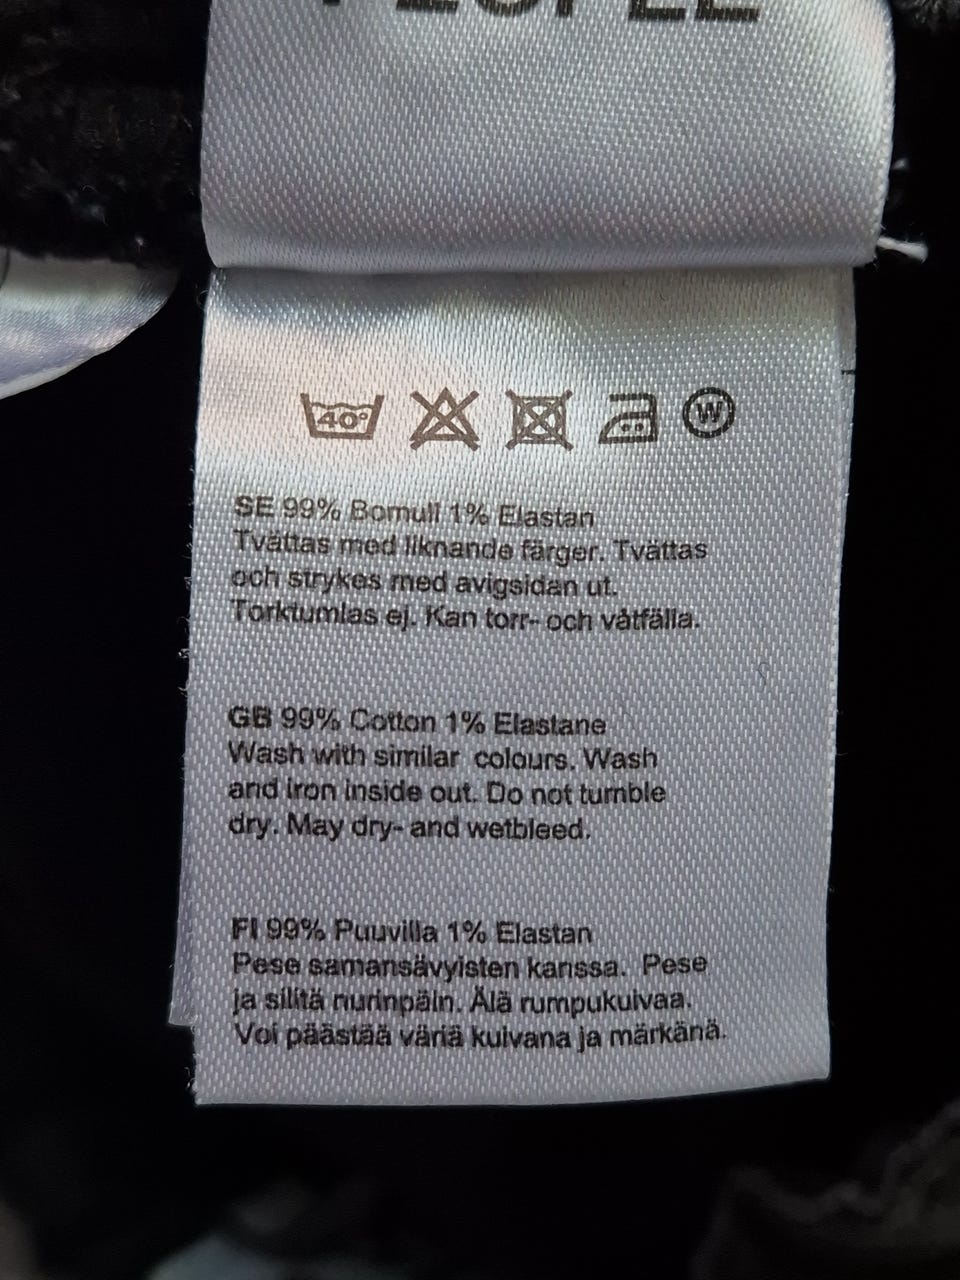 40°
W
SE 99% Bomull 1% Elastan
Tvättas med liknande färger. Tvättas
och strykes med avigsidan ut.
Torktumlas ej. Kan torr- och våtfälla.
GB 99% Cotton 1% Elastane
Wash with similar colours. Wash
and iron inside out. Do not tumble
dry. May dry- and wetbleed.
FI 99% Puuvilla 1% Elastan
Pese samansävyisten kanssa. Pese
ja silitä nurinpäin. Älä rumpukuivaa.
Voi päästää väriä kuivana ja märkänä.